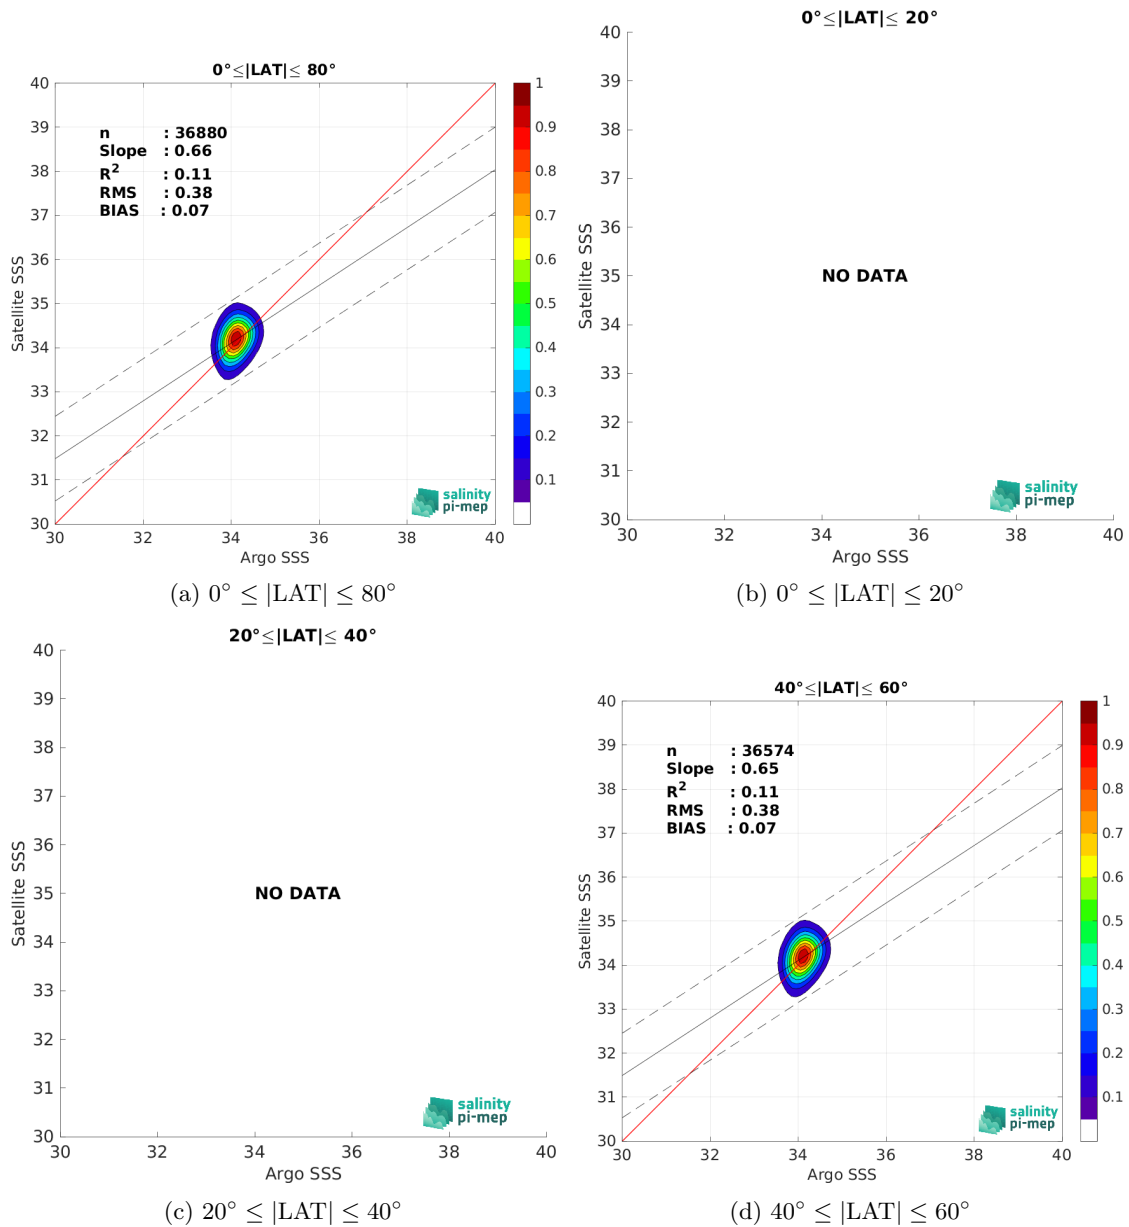 0°≤|LAT|≤ 80°
40
39
38
37
36
35
34
33
32
31
30
Satellite SSS
n : 36880
Slope : 0.66
R² : 0.11
RMS : 0.38
BIAS : 0.07
salinity
pi-mep
30 32 34 36 38 40
Argo SSS
1
0.9
0.8
0.7
0.6
0.5
0.4
0.3
0.2
0.1
(a) 0° ≤ |LAT| ≤ 80°
0°≤|LAT|≤ 20°
40
39
38
37
36
35
34
33
32
31
30
Satellite SSS
NO DATA
salinity
pi-mep
30 32 34 36 38 40
Argo SSS
(b) 0° ≤ |LAT| ≤ 20°
20°≤|LAT|≤ 40°
40
39
38
37
36
35
34
33
32
31
30
Satellite SSS
NO DATA
salinity
pi-mep
30 32 34 36 38 40
Argo SSS
(c) 20° ≤ |LAT| ≤ 40°
40°≤|LAT|≤ 60°
40
39
38
37
36
35
34
33
32
31
30
Satellite SSS
n : 36574
Slope : 0.65
R² : 0.11
RMS : 0.38
BIAS : 0.07
salinity
pi-mep
30 32 34 36 38 40
Argo SSS
1
0.9
0.8
0.7
0.6
0.5
0.4
0.3
0.2
0.1
(d) 40° ≤ |LAT| ≤ 60°